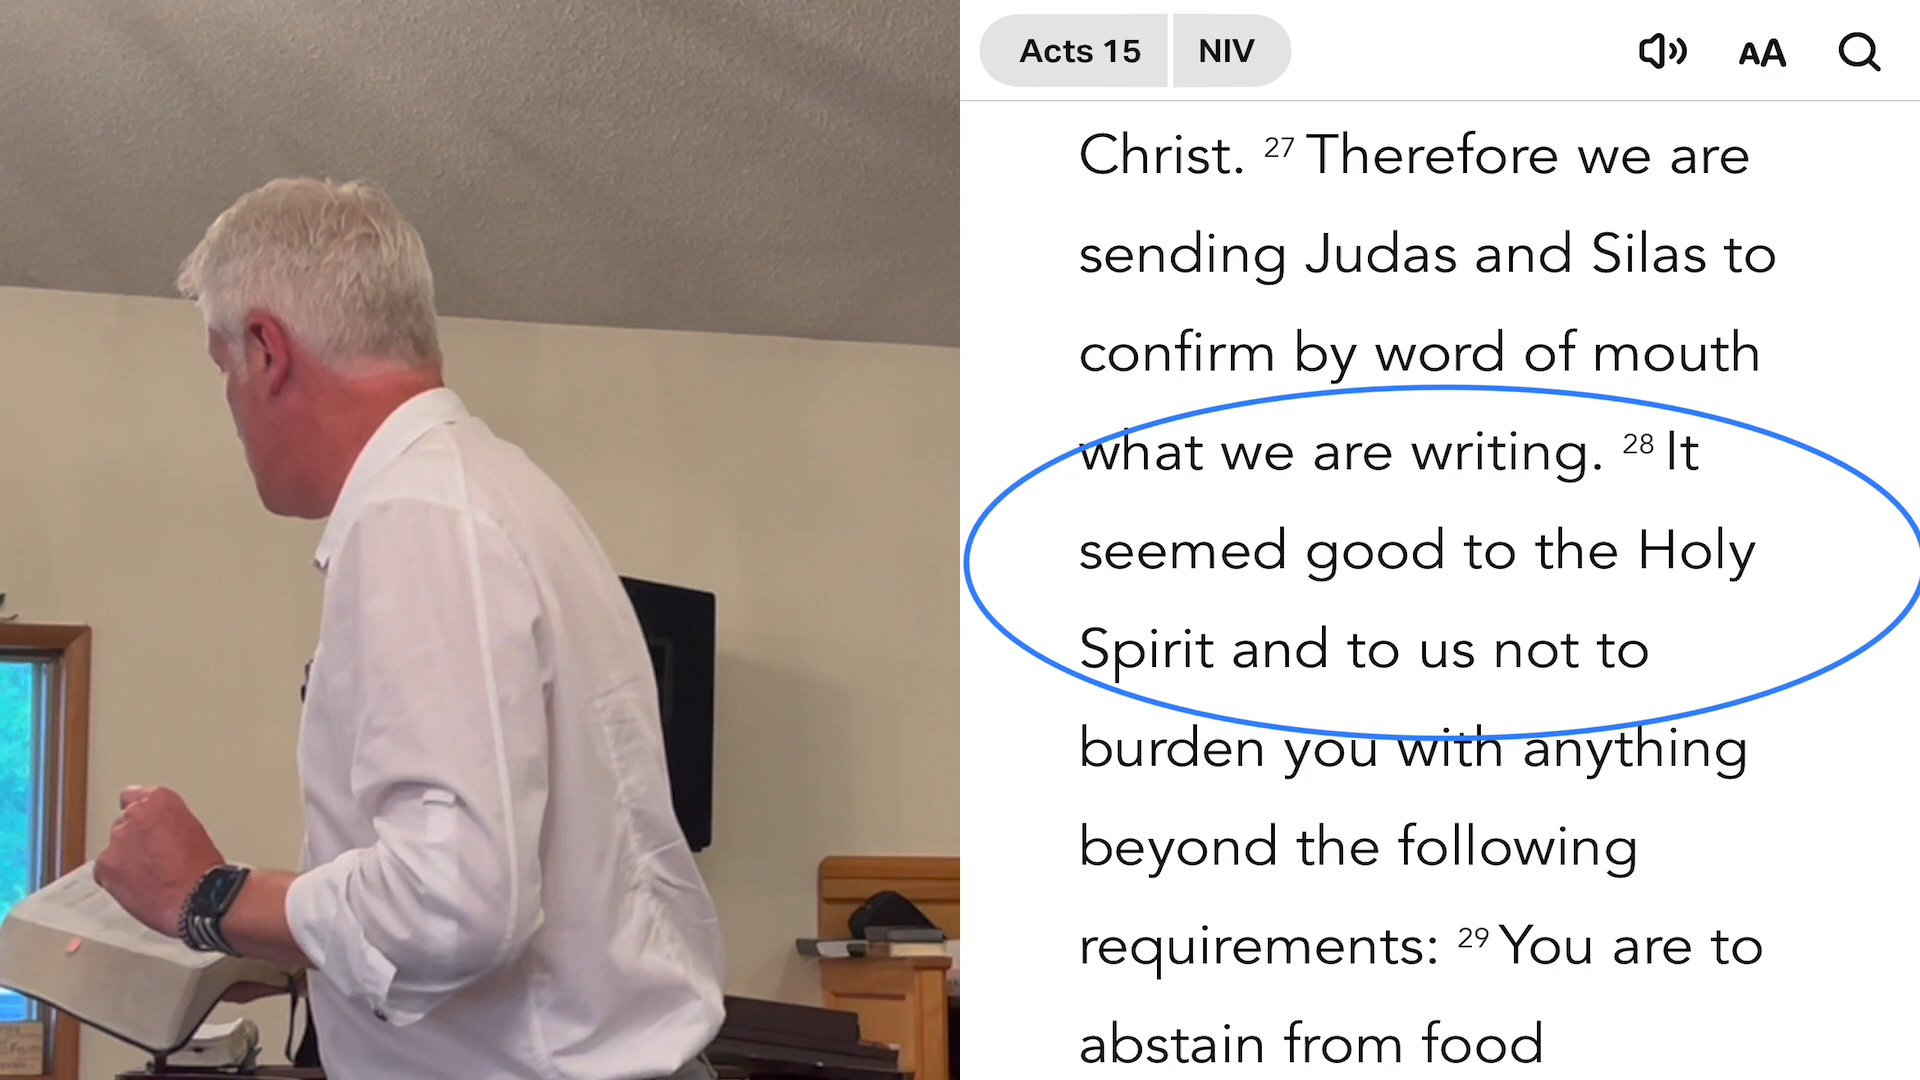 Acts 15 NIV AA
Christ. 27 Therefore we are
sending Judas and Silas to
confirm by word of mouth
what we are writing. 28 It
seemed good to the Holy
Spirit and to us not to
burden you with anything
beyond the following
requirements: 29 You are to
abstain from food